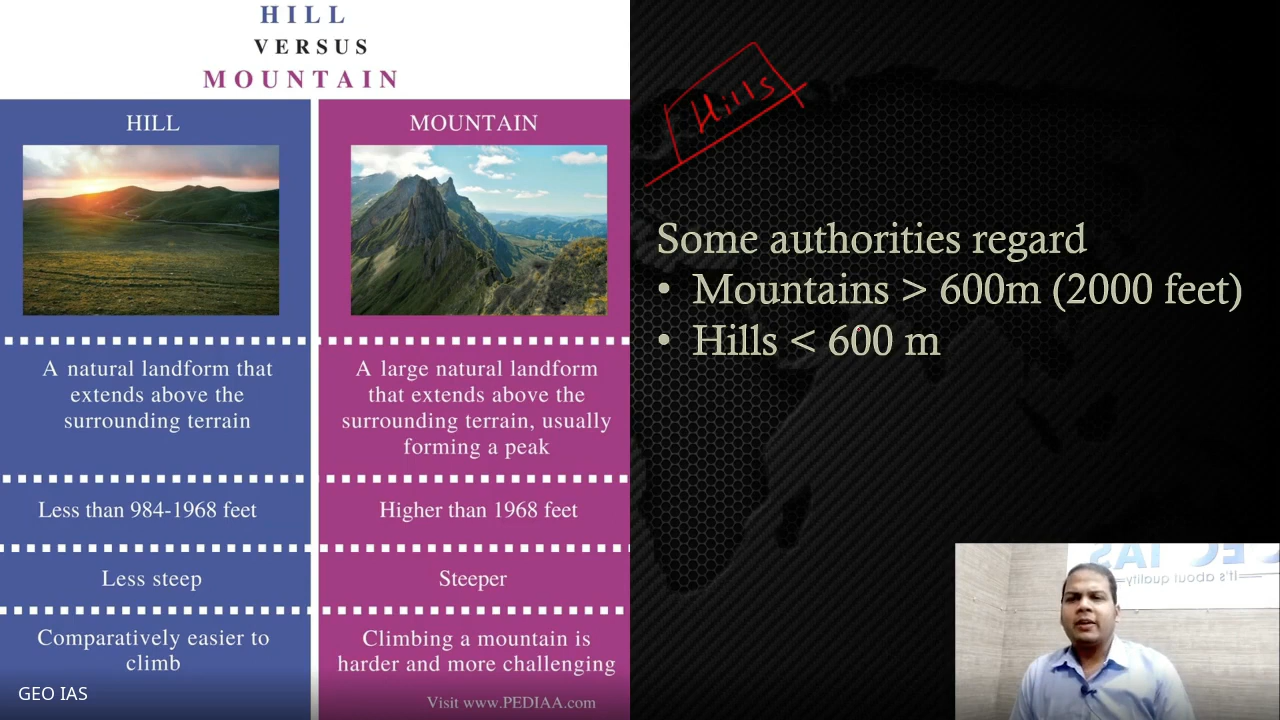 HILL
VERSUS
MOUNTAIN
HILL
MOUNTAIN
A natural landform that
extends above the
surrounding terrain
A large natural landform
that extends above the
surrounding terrain, usually
forming a peak
Less than 984-1968 feet
Higher than 1968 feet
Less steep
Steeper
Comparatively easier to
climb
Climbing a mountain is
harder and more challenging
GEO IAS
Visit www.PEDIAA.com
Hills
Some authorities regard
• Mountains > 600m (2000 feet)
• Hills < 600 m
It's about quality